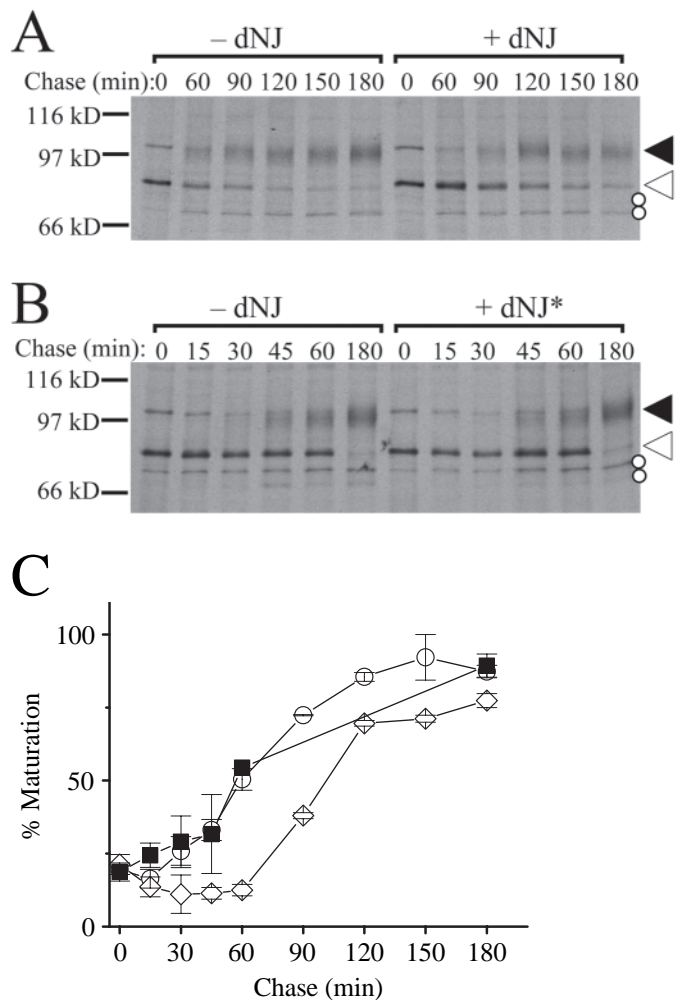 A
– dNJ + dNJ
Chase (min):0 60 90 120 150 180 0 60 90 120 150 180
116 kD
97 kD
66 kD
B
– dNJ + dNJ*
Chase (min): 0 15 30 45 60 180 0 15 30 45 60 180
116 kD
97 kD
66 kD
C
100
50
0
% Maturation
0 30 60 90 120 150 180
Chase (min)